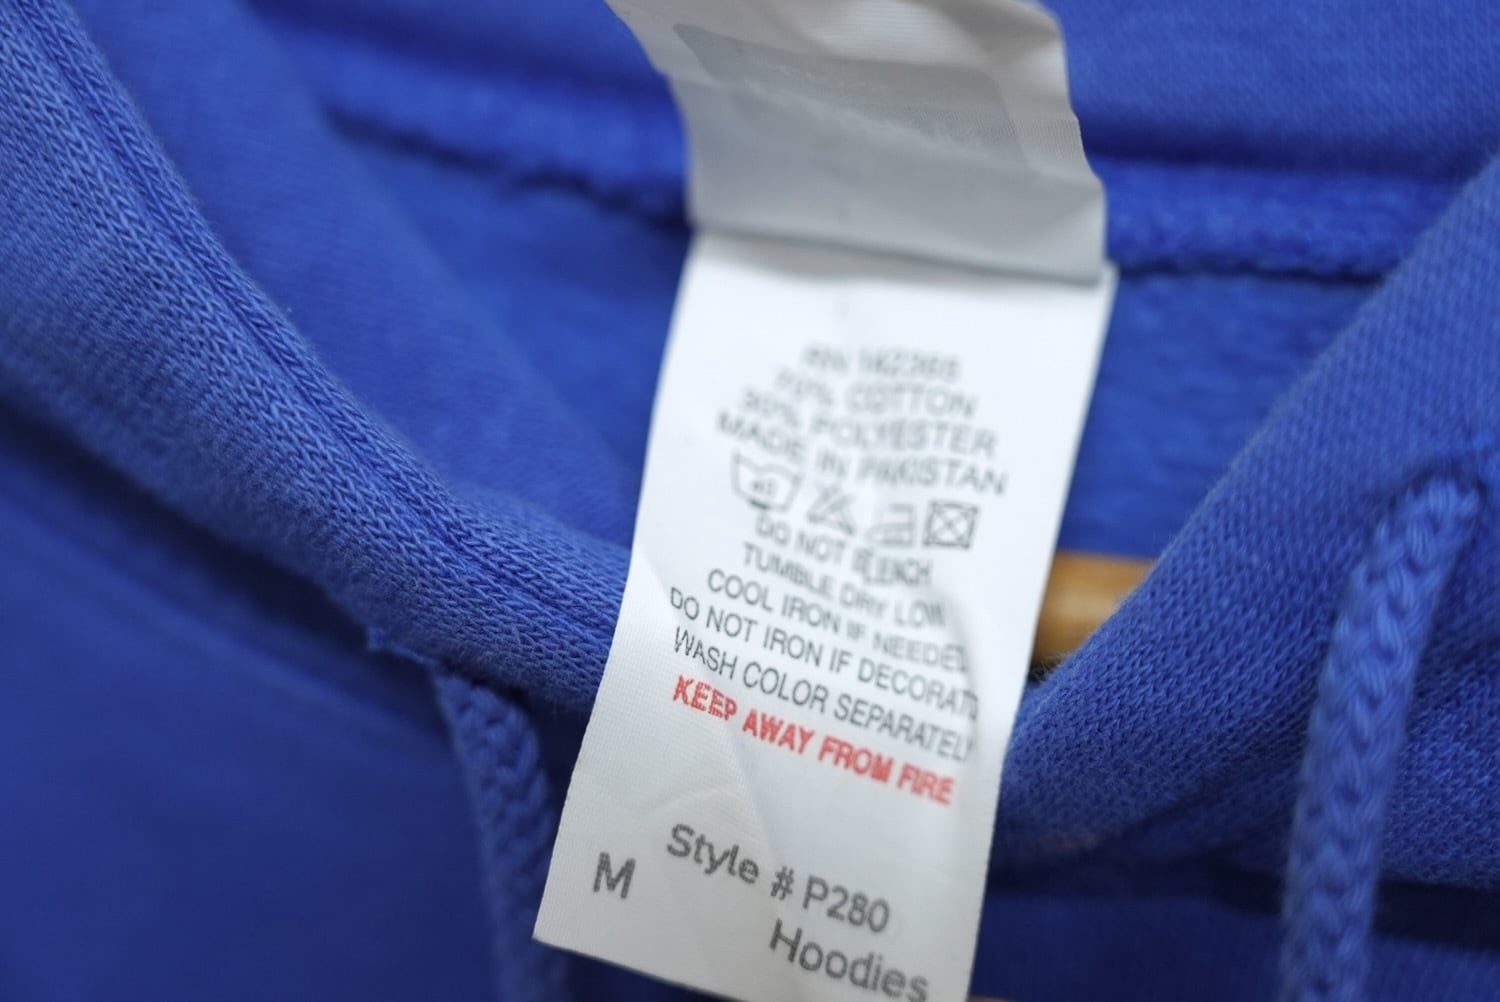 COTTON
POLYESTER
MADE IN PAKISTAN
DO NOT BLEACH
TUMBLE DRY LOW
COOL IRON IF NEEDED
DO NOT IRON IF DECORAT
WASH COLOR SEPARATELY
KEEP AWAY FROM FIRE
Style # P280
M
Hoodies